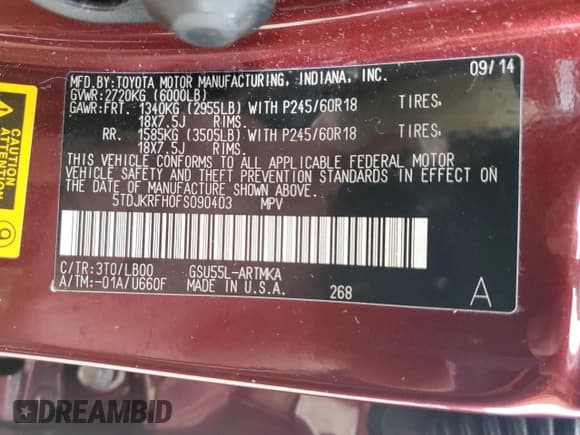 MFD. BY: TOYOTA MOTOR MANUFACTURING, INDIANA, INC. 09/14
GVWR: 2720KG (6000LB)
GAWR: FRT. 1340KG (2955LB) WITH P245/60R18 TIRES,
18X7.5J RIMS.
RR. 1585KG (3505LB) WITH P245/60R18 TIRES,
18X7.5J RIMS.
THIS VEHICLE CONFORMS TO ALL APPLICABLE FEDERAL MOTOR
VEHICLE SAFETY AND THEFT PREVENTION STANDARDS IN EFFECT ON
THE DATE OF MANUFACTURE SHOWN ABOVE.
5TDJKRFH0FS090403 MPV
C/TR: 3T0/LB00 GSU55L-ARTMKA
A/TM: -01A/U660F MADE IN U.S.A. 268 A
ATTENTION
DREAMBID